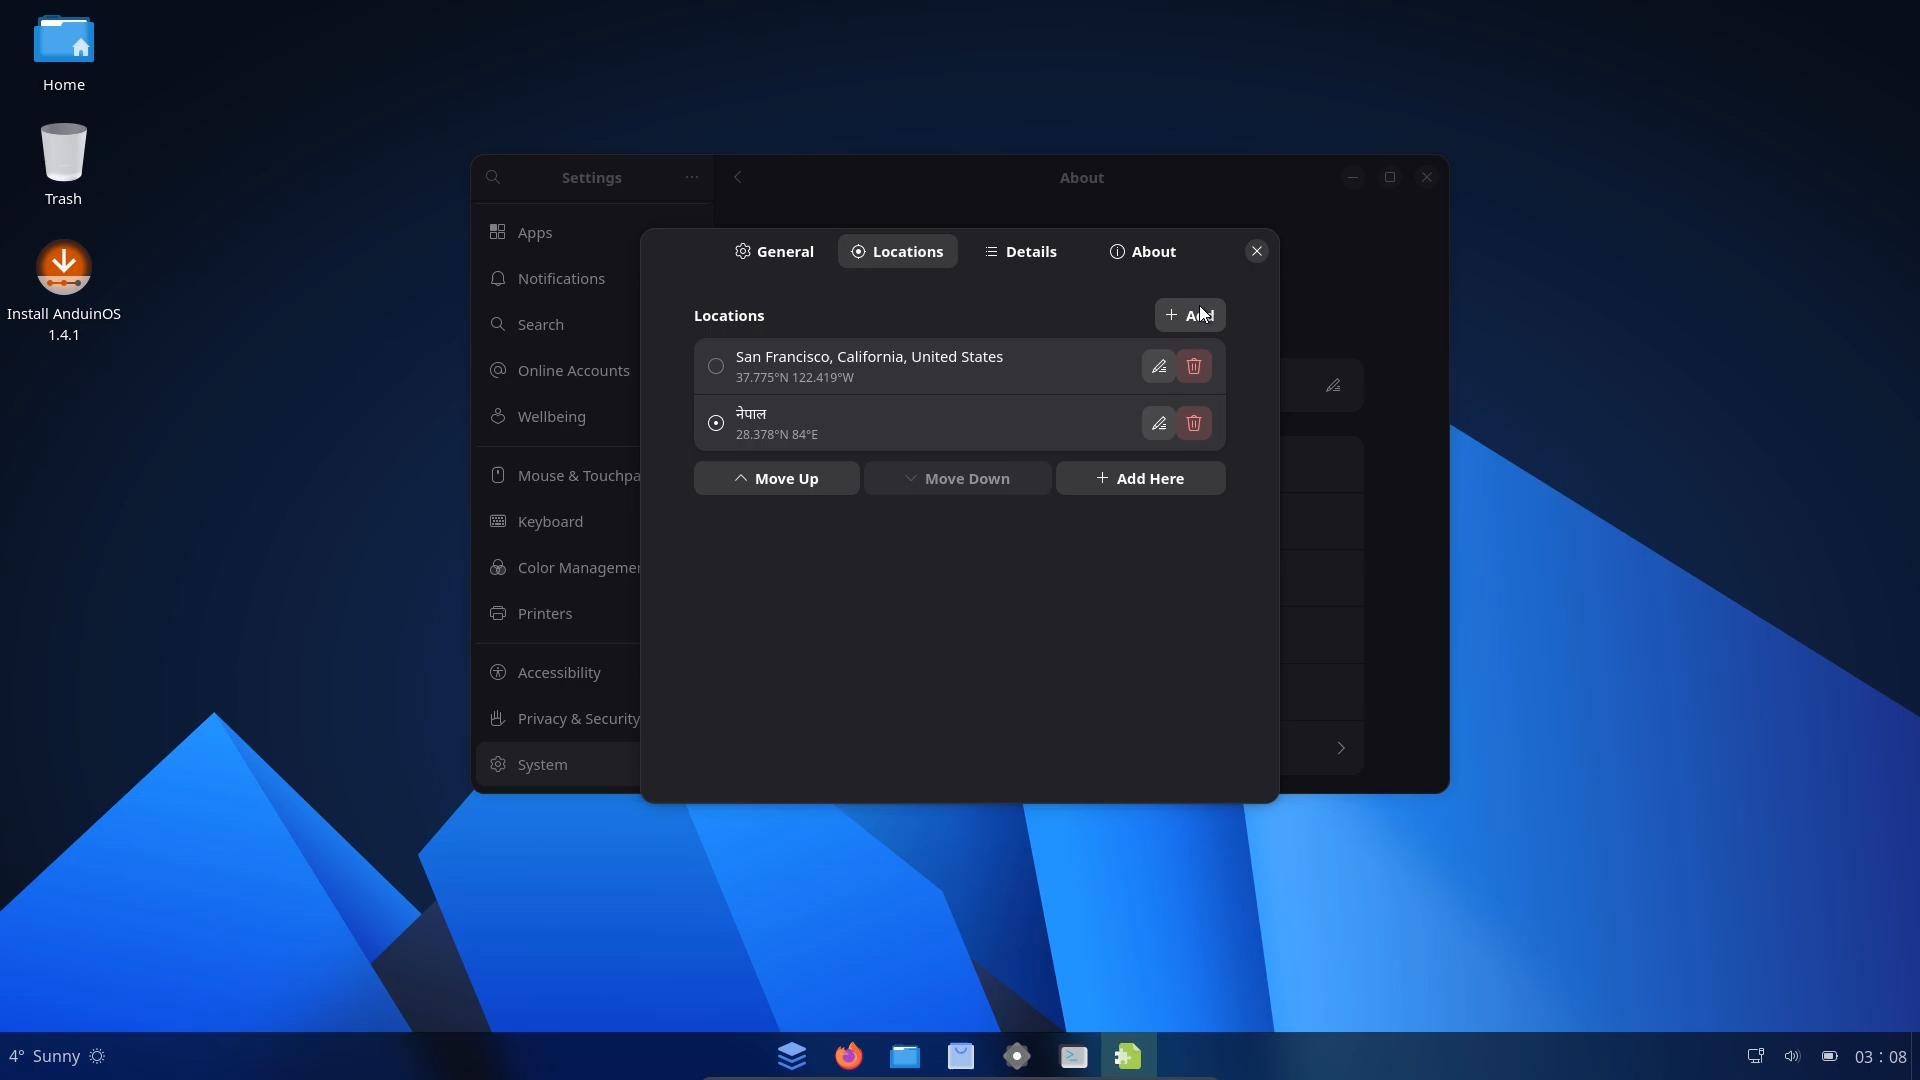 Home
Trash
Install AnduinOS
1.4.1
Settings
About
Apps
Notifications
Search
Online Accounts
Wellbeing
Mouse & Touchpa
Keyboard
Color Managemen
Printers
Accessibility
Privacy & Security
System
General
Locations
Details
About
Locations
Add
San Francisco, California, United States
37.775°N 122.419°W
नेपाल
28.378°N 84°E
Move Up
Move Down
Add Here
4° Sunny
03 : 08